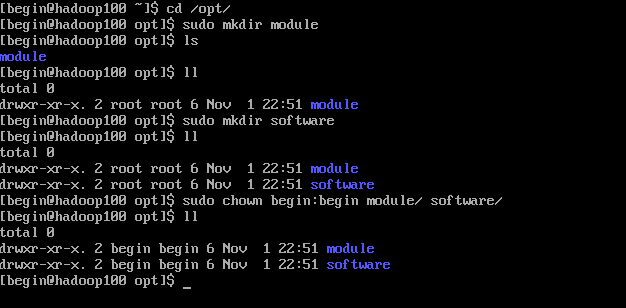 [begin@hadoop100 ~]$ cd /opt/
[begin@hadoop100 opt]$ sudo mkdir module
[begin@hadoop100 opt]$ ls
module
[begin@hadoop100 opt]$ ll
total 0
drwxr-xr-x. 2 root root 6 Nov  1 22:51 module
[begin@hadoop100 opt]$ sudo mkdir software
[begin@hadoop100 opt]$ ll
total 0
drwxr-xr-x. 2 root root 6 Nov  1 22:51 module
drwxr-xr-x. 2 root root 6 Nov  1 22:51 software
[begin@hadoop100 opt]$ sudo chown begin:begin module/ software/
[begin@hadoop100 opt]$ ll
total 0
drwxr-xr-x. 2 begin begin 6 Nov  1 22:51 module
drwxr-xr-x. 2 begin begin 6 Nov  1 22:51 software
[begin@hadoop100 opt]$ _